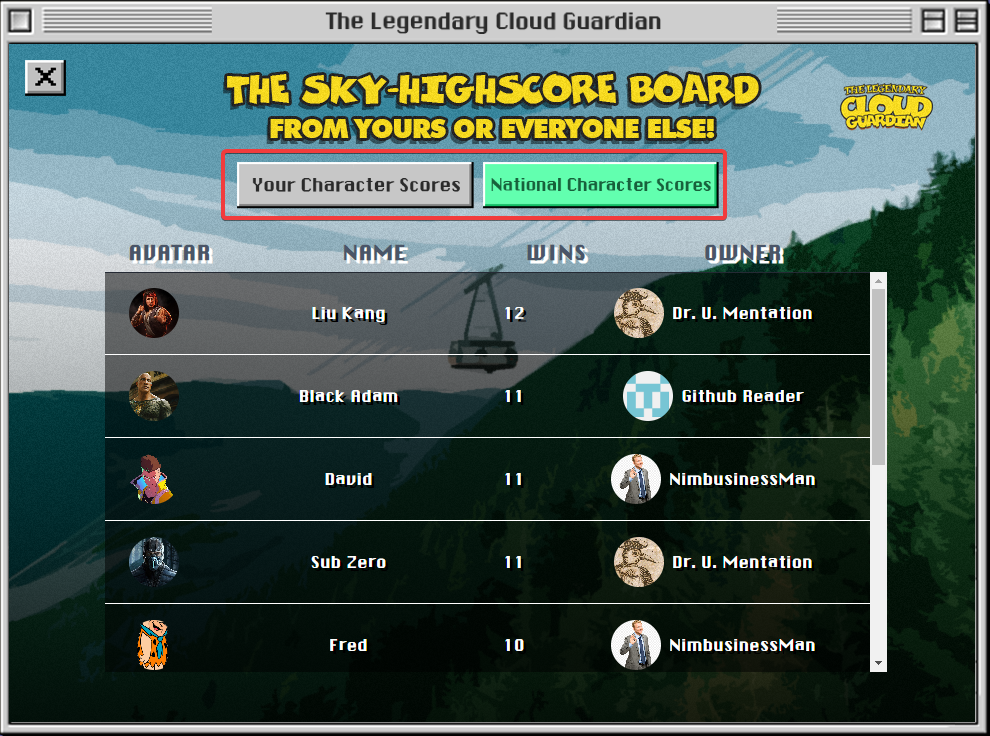 The Legendary Cloud Guardian
THE SKY-HIGHSCORE BOARD
THE LEGENDARY
CLOUD
GUARDIAN
FROM YOURS OR EVERYONE ELSE!
Your Character Scores National Character Scores
AVATAR NAME WINS OWNER
Liu Kang 12 Dr. U. Mentation
Black Adam 11 Github Reader
David 11 NimbusinessMan
Sub Zero 11 Dr. U. Mentation
Fred 10 NimbusinessMan